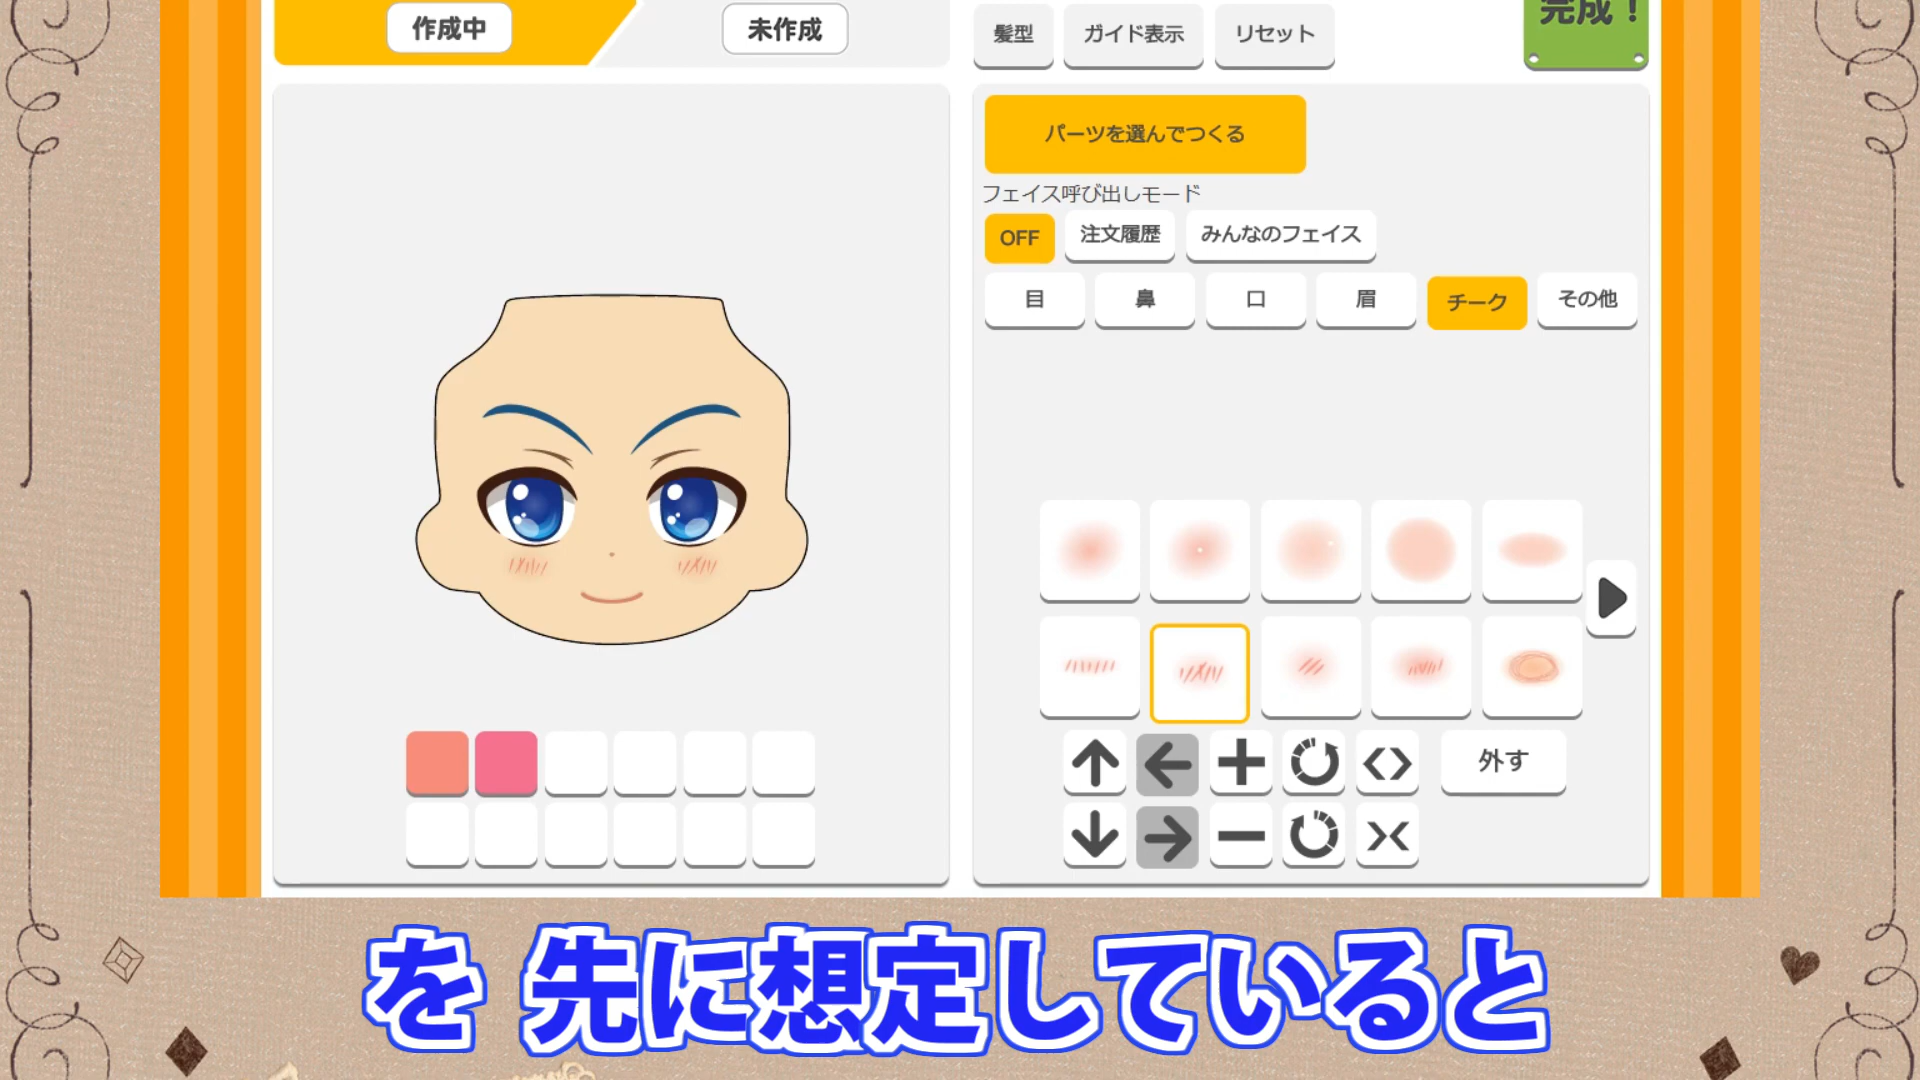 作成中
未作成
髪型
ガイド表示
リセット
完成！
パーツを選んでつくる
フェイス呼び出しモード
OFF
注文履歴
みんなのフェイス
目
鼻
口
眉
チーク
その他
外す
を 先に想定していると